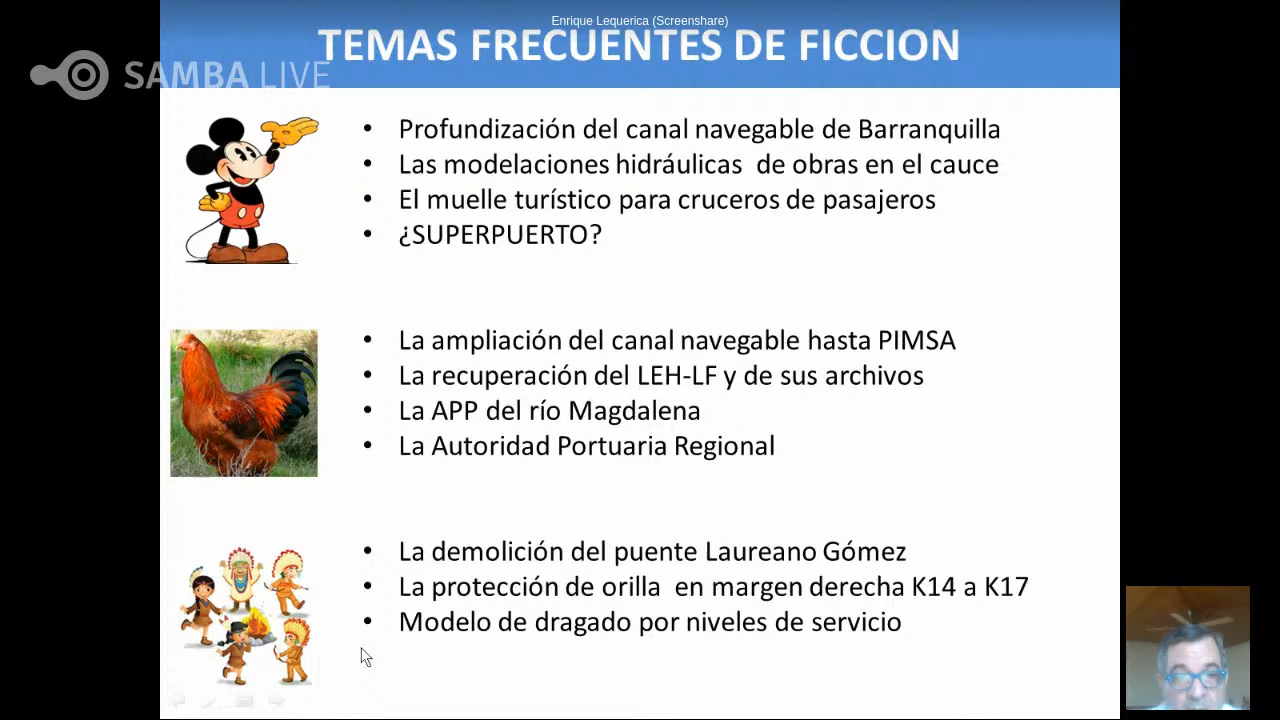 Enrique Lequerica (Screenshare)
TEMAS FRECUENTES DE FICCION
SAMBA LIVE
• Profundización del canal navegable de Barranquilla
• Las modelaciones hidráulicas de obras en el cauce
• El muelle turístico para cruceros de pasajeros
• ¿SUPERPUERTO?
• La ampliación del canal navegable hasta PIMSA
• La recuperación del LEH-LF y de sus archivos
• La APP del río Magdalena
• La Autoridad Portuaria Regional
• La demolición del puente Laureano Gómez
• La protección de orilla en margen derecha K14 a K17
• Modelo de dragado por niveles de servicio